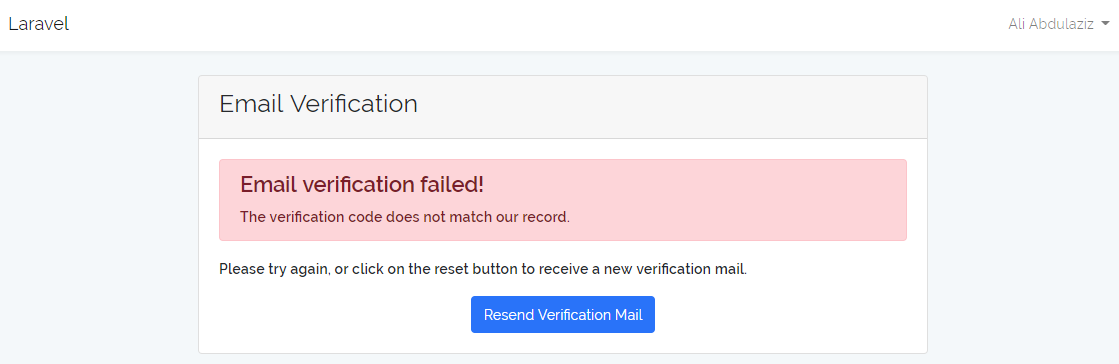 Laravel
Ali Abdulaziz
Email Verification
Email verification failed!
The verification code does not match our record.
Please try again, or click on the reset button to receive a new verification mail.
Resend Verification Mail